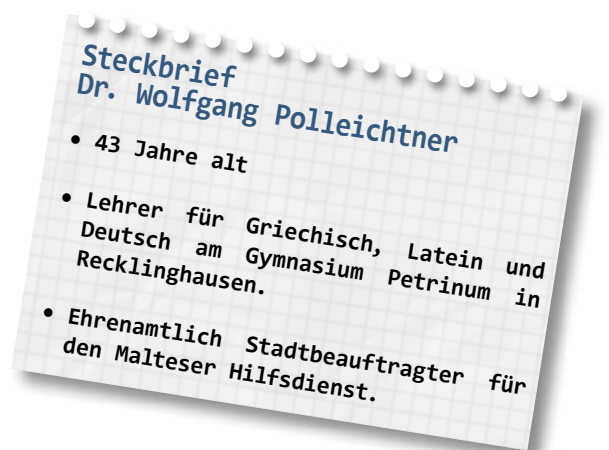 Steckbrief
Dr. Wolfgang Polleichtner
• 43 Jahre alt
• Lehrer für Griechisch, Latein und
Deutsch am Gymnasium Petrinum in
Recklinghausen.
• Ehrenamtlich Stadtbeauftragter für
den Malteser Hilfsdienst.